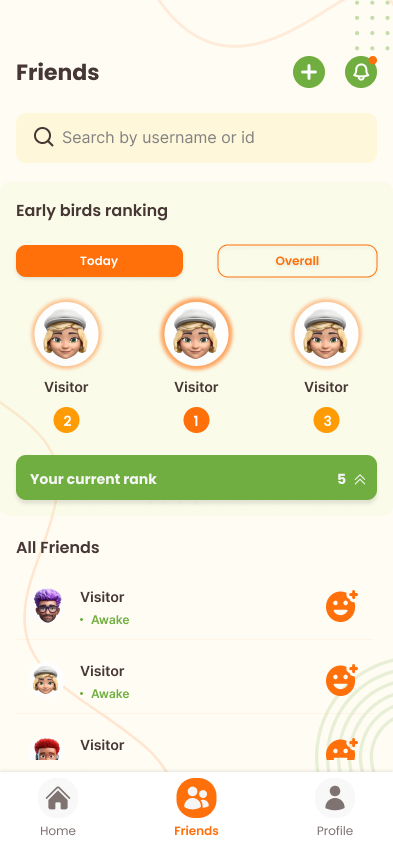 Friends
Search by username or id
Early birds ranking
Today
Overall
Visitor
Visitor
Visitor
2
1
3
Your current rank
5
All Friends
Visitor
• Awake
Visitor
• Awake
Visitor
Home
Friends
Profile